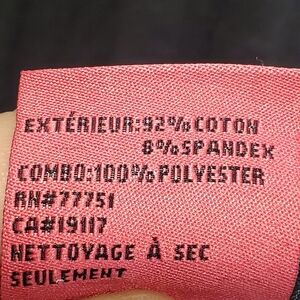 EXTÉRIEUR:92% COTON
8% SPANDEX
COMBO:100% POLYESTER
RN#77751
CA#19117
NETTOYAGE À SEC
SEULEMENT